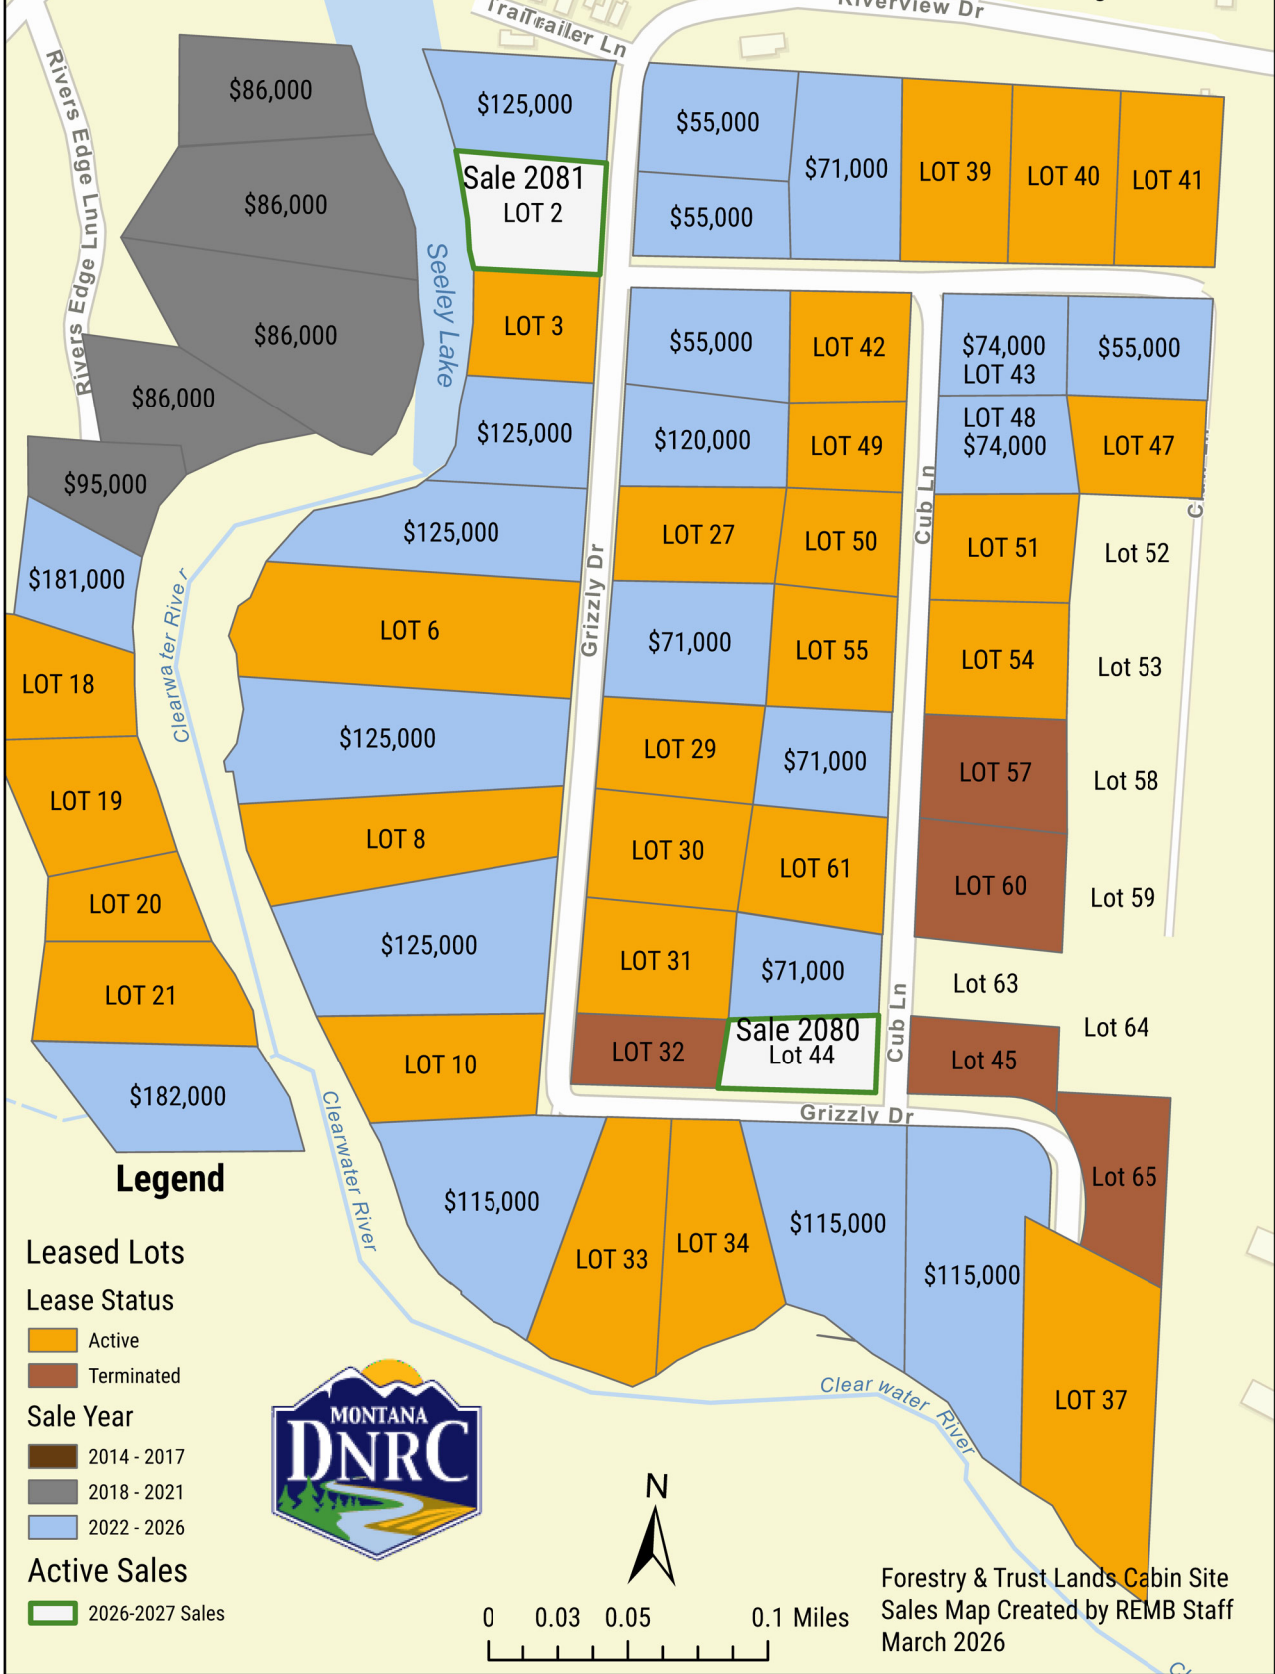 Trailer Ln
Riverview Dr
Rivers Edge Ln
Rivers Edge Ln
$86,000
$125,000
$55,000
$71,000
LOT 39
LOT 40
LOT 41
Sale 2081
LOT 2
$86,000
$55,000
Seeley Lake
$86,000
LOT 3
$55,000
LOT 42
$74,000
LOT 43
$55,000
$86,000
$125,000
$120,000
LOT 49
LOT 48
$74,000
LOT 47
$95,000
Cub Ln
$125,000
LOT 27
LOT 50
LOT 51
Lot 52
$181,000
Clearwater River
Grizzly Dr
LOT 6
$71,000
LOT 55
LOT 54
Lot 53
LOT 18
$125,000
LOT 29
$71,000
LOT 57
Lot 58
LOT 19
LOT 8
LOT 30
LOT 61
LOT 60
Lot 59
LOT 20
$125,000
LOT 31
$71,000
Lot 63
LOT 21
Cub Ln
Lot 64
LOT 10
LOT 32
Sale 2080
Lot 44
Lot 45
$182,000
Grizzly Dr
Clearwater River
Lot 65
$115,000
LOT 33
LOT 34
$115,000
$115,000
LOT 37
Clear water River
Legend
Leased Lots
Lease Status
Active
Terminated
Sale Year
2014 - 2017
2018 - 2021
2022 - 2026
Active Sales
2026-2027 Sales
MONTANA
DNRC
N
0 0.03 0.05 0.1 Miles
Forestry & Trust Lands Cabin Site
Sales Map Created by REMB Staff
March 2026